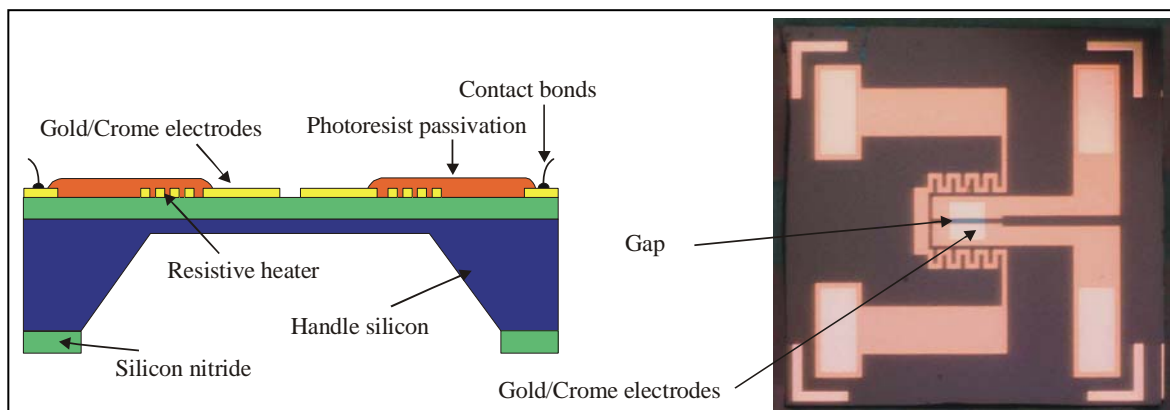 Contact bonds
Gold/Crome electrodes
Photoresist passivation
Resistive heater
Handle silicon
Silicon nitride
Gap
Gold/Crome electrodes